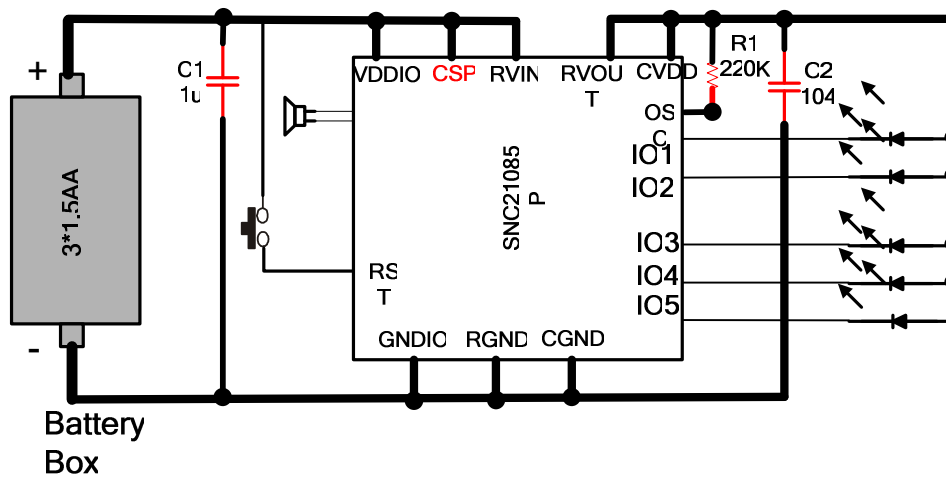 +
3*1.5AA
-
Battery
Box
C1
1u
VDDIO
CSP
RVIN
RVOU
T
CVDD
R1
220K
C2
104
OS
C
IO1
IO2
IO3
IO4
IO5
SNC21085
P
RS
T
GNDIO
RGND
CGND